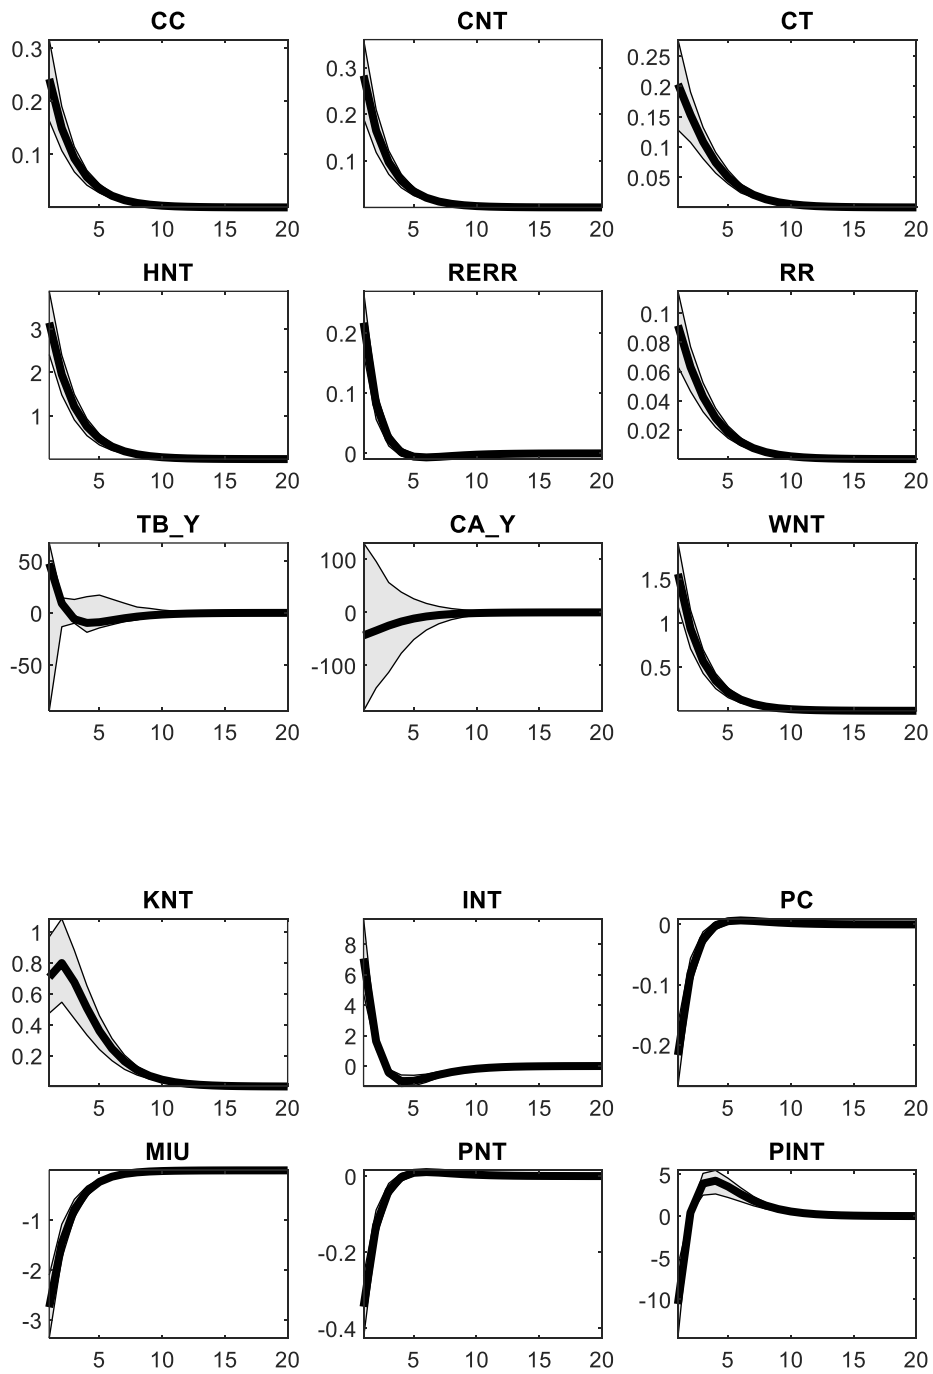 CC CNT CT
0.3 0.3 0.25
0.2 0.2 0.2
0.1 0.1 0.15
0.1
0.05
5 10 15 20 5 10 15 20 5 10 15 20
HNT RERR RR
3 0.2 0.1
2 0.1 0.08
1 0 0.06
0.04
0.02
5 10 15 20 5 10 15 20 5 10 15 20
TB_Y CA_Y WNT
50 100 1.5
0 0 1
-50 -100 0.5
5 10 15 20 5 10 15 20 5 10 15 20
KNT INT PC
1 8 0
0.8 6 -0.1
0.6 4 -0.2
0.4 2
0.2 0
5 10 15 20 5 10 15 20 5 10 15 20
MIU PNT PINT
-1 0 5
-2 -0.2 0
-3 -0.4 -5
-10
5 10 15 20 5 10 15 20 5 10 15 20